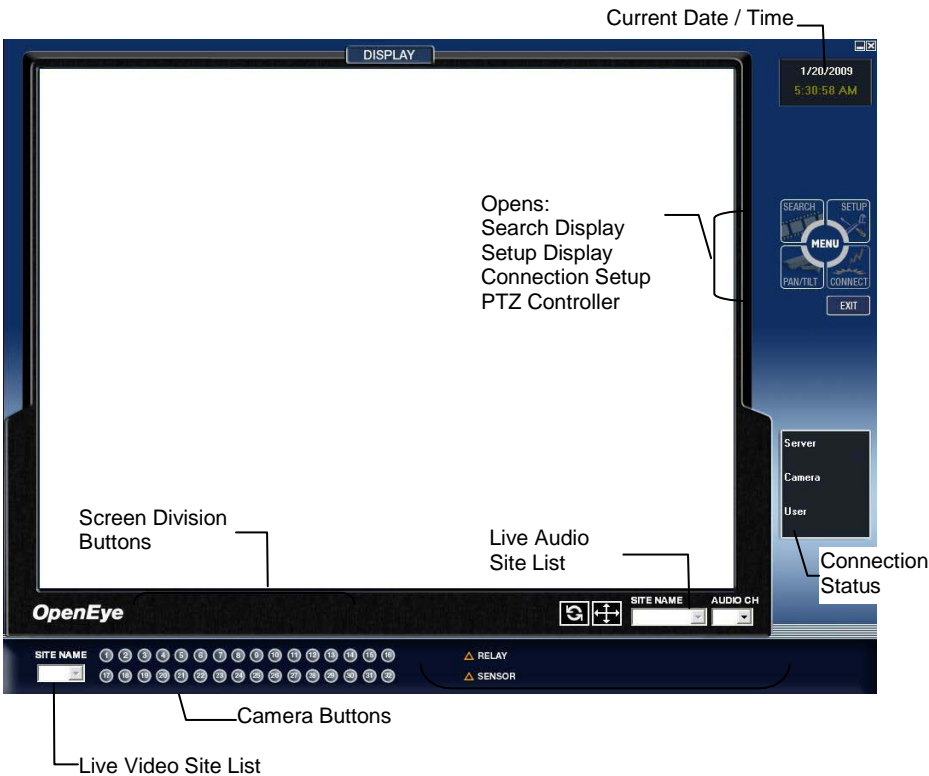 Current Date / Time
DISPLAY
1/20/2009
5:30:58 AM
Opens:
Search Display
Setup Display
Connection Setup
PTZ Controller
SEARCH
SETUP
MENU
PAN/TILT
CONNECT
EXIT
Server
Camera
User
Screen Division
Buttons
Live Audio
Site List
Connection
Status
OpenEye
SITE NAME
AUDIO CH
SITE NAME
1 2 3 4 5 6 7 8 9 10 11 12 13 14 15 16
RELAY
17 18 19 20 21 22 23 24 25 26 27 28 29 30 31 32
SENSOR
Camera Buttons
Live Video Site List